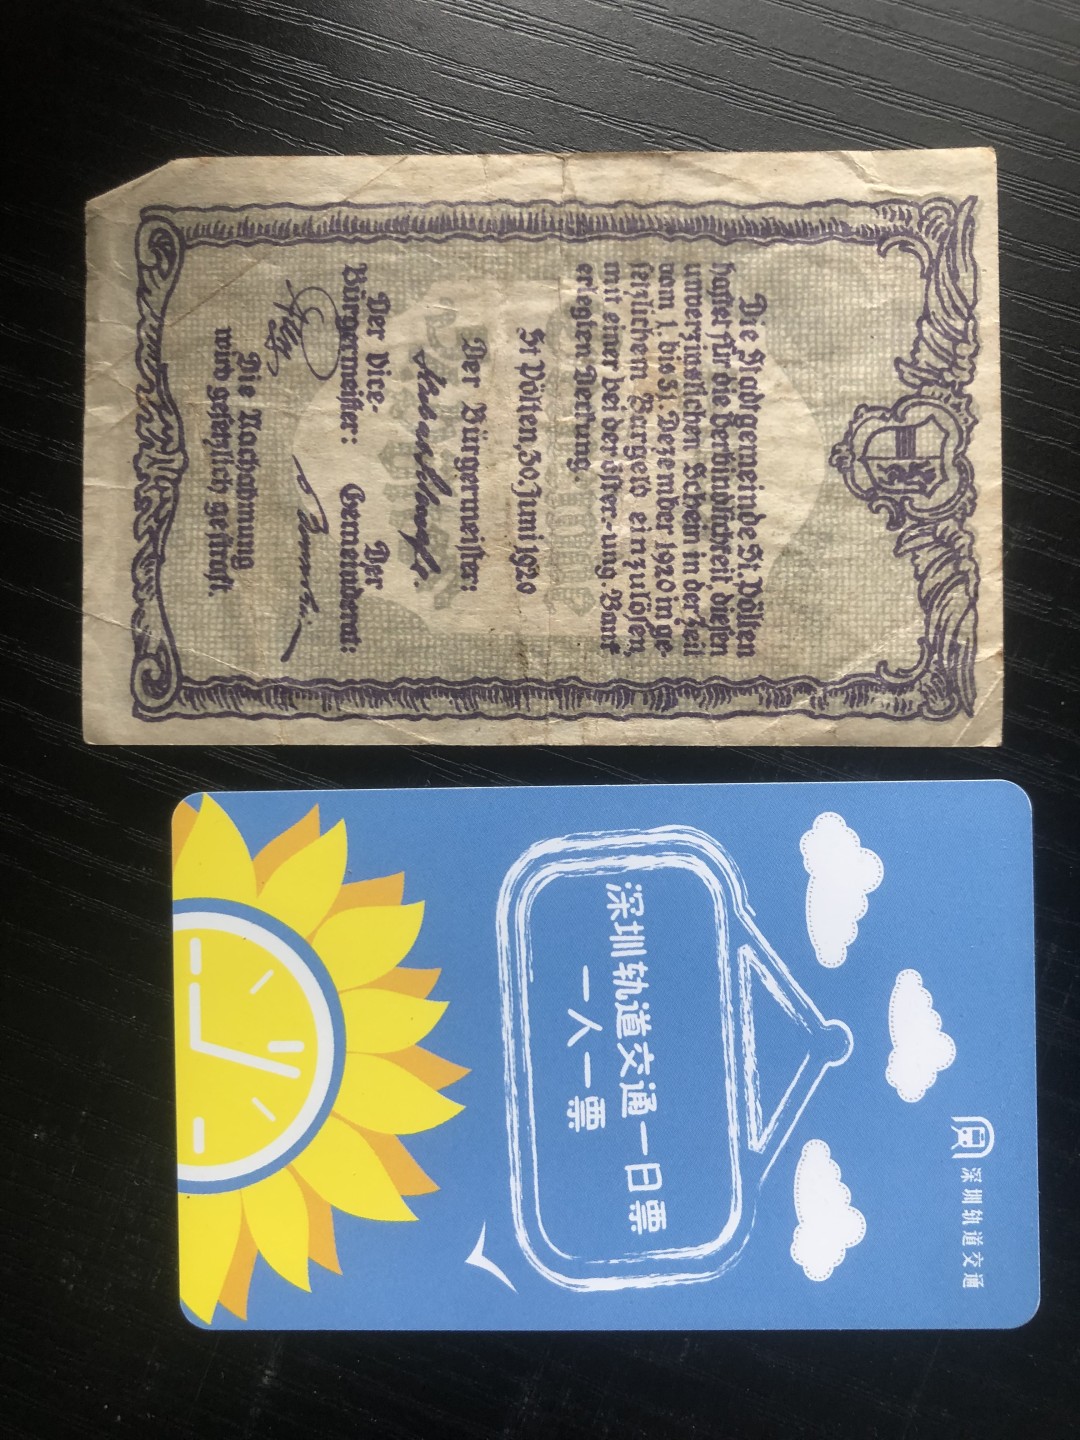 Die Stadtgemeinde St. Pölten
haftet für die Verbindlichkeit, diesen
unverzinslichen Schein in der Zeit
vom 1. bis 31. Dezember 1920 in ge-
setzlichem Bargeld einzulösen,
mit einer bei der öster.-ung. Bank
erlegten Deckung.
St Pölten, 30. Juni 1920
Der Bürgermeister:
Der Vice-
Bürgermeister:
Der
Gemeinderat:
Die Nachahmung
wird gesetzlich gestraft.
深圳轨道交通
深圳轨道交通一日票
一人一票